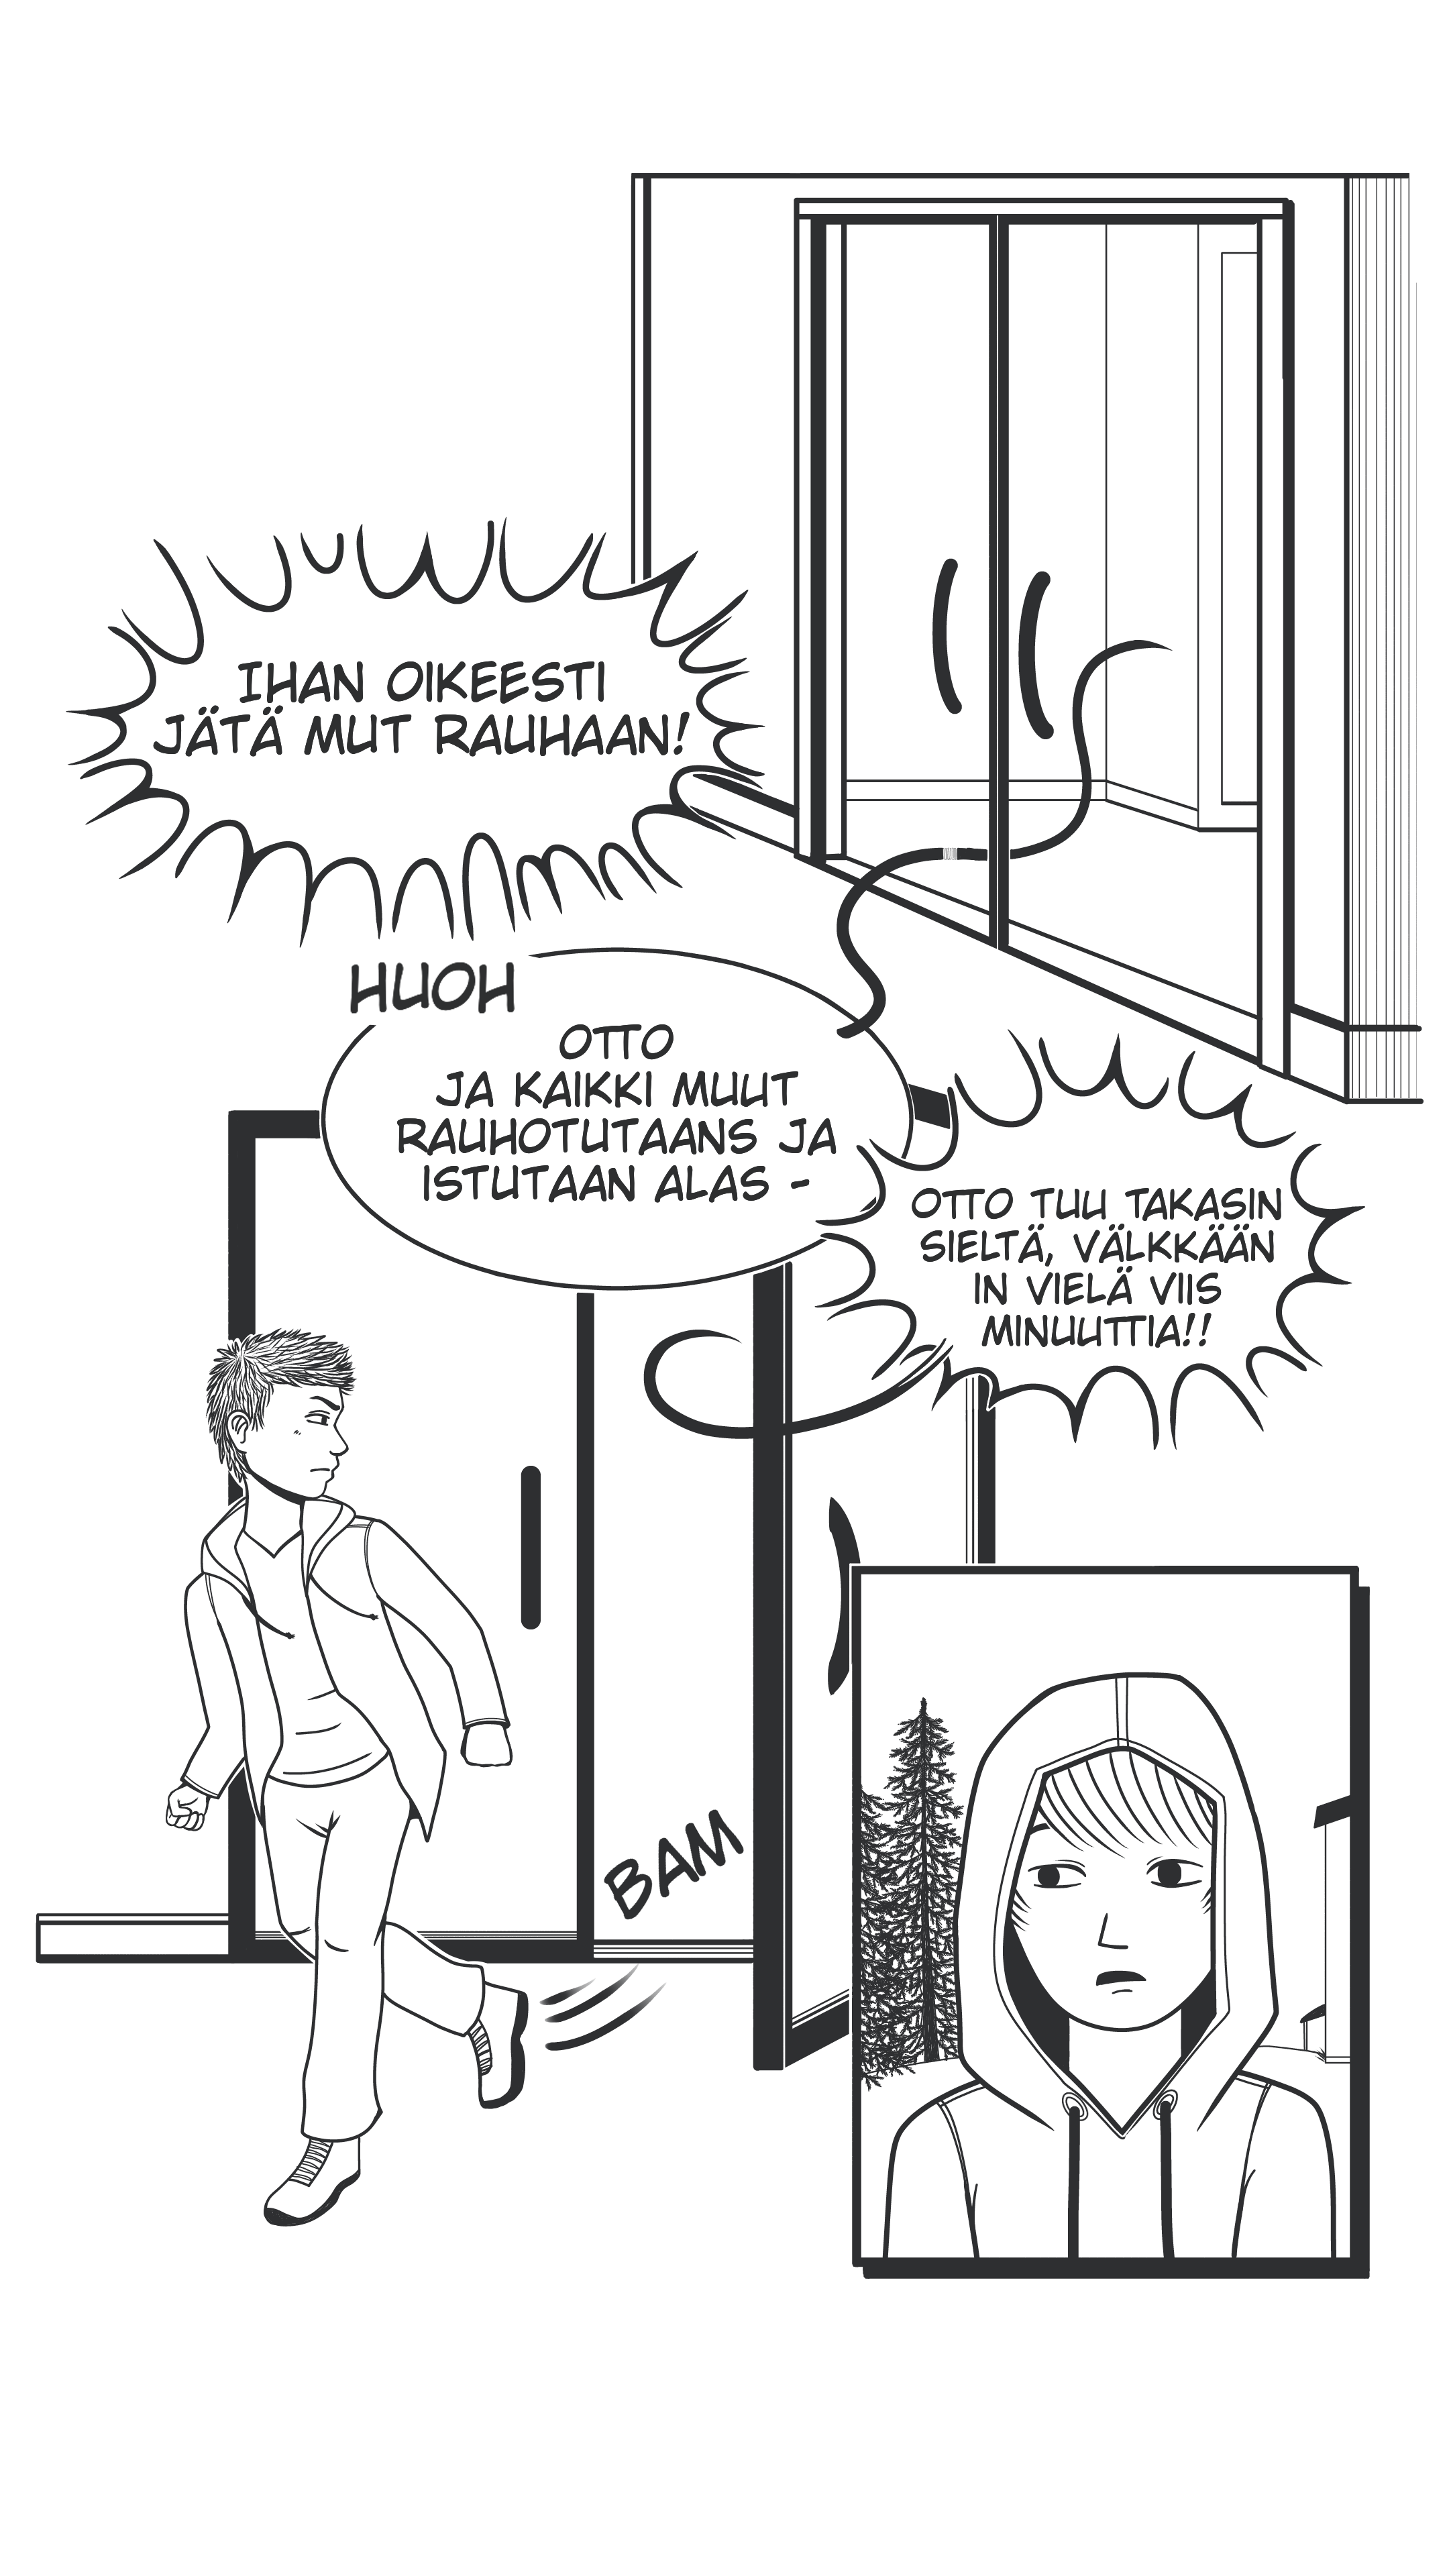 IHAN OIKEESTI
JÄTÄ MUT RAUHAAN!
HUOH
OTTO
JA KAIKKI MUUT
RAUHOTUTAANS JA
ISTUTAAN ALAS -
OTTO TUU TAKASIN
SIELTÄ, VÄLKKÄÄN
IN VIELÄ VIIS
MINUUTTIA!!
BAM